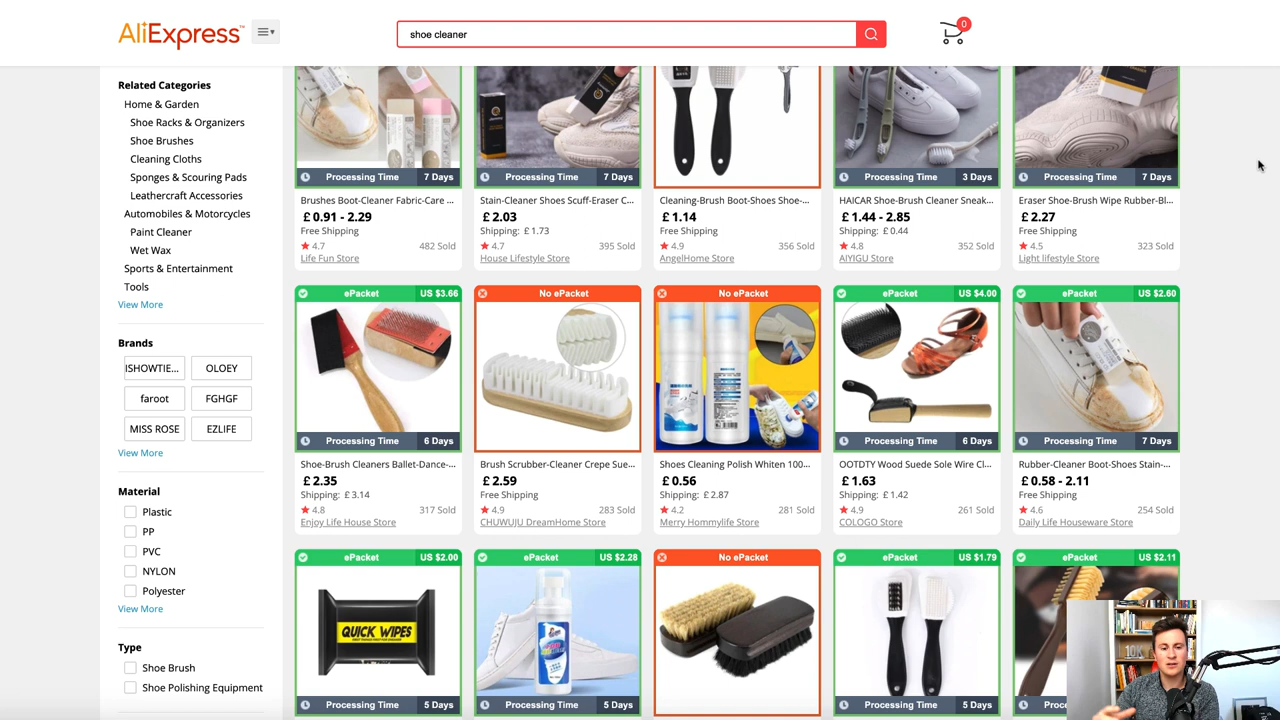 AliExpress™
shoe cleaner
0
Related Categories
Home & Garden
Shoe Racks & Organizers
Shoe Brushes
Cleaning Cloths
Sponges & Scouring Pads
Leathercraft Accessories
Automobiles & Motorcycles
Paint Cleaner
Wet Wax
Sports & Entertainment
Tools
View More
Brands
ISHOWTIE...
OLOEY
faroot
FGHGF
MISS ROSE
EZLIFE
View More
Material
Plastic
PP
PVC
NYLON
Polyester
View More
Type
Shoe Brush
Shoe Polishing Equipment
Processing Time 7 Days
Brushes Boot-Cleaner Fabric-Care ...
£ 0.91 - 2.29
Free Shipping
4.7 482 Sold
Life Fun Store
Processing Time 7 Days
Stain-Cleaner Shoes Scuff-Eraser C...
£ 2.03
Shipping: £ 1.73
4.7 395 Sold
House Lifestyle Store
Cleaning-Brush Boot-Shoes Shoe-...
£ 1.14
Free Shipping
4.9 356 Sold
AngelHome Store
Processing Time 3 Days
HAICAR Shoe-Brush Cleaner Sneak...
£ 1.44 - 2.85
Shipping: £ 0.44
4.8 352 Sold
AIYIGU Store
Processing Time 7 Days
Eraser Shoe-Brush Wipe Rubber-Bl...
£ 2.27
Free Shipping
4.5 323 Sold
Light lifestyle Store
ePacket US $3.66
Processing Time 6 Days
Shoe-Brush Cleaners Ballet-Dance-...
£ 2.35
Shipping: £ 3.14
4.8 317 Sold
Enjoy Life House Store
No ePacket
Brush Scrubber-Cleaner Crepe Sue...
£ 2.59
Free Shipping
4.9 283 Sold
CHUWUJU DreamHome Store
No ePacket
Shoes Cleaning Polish Whiten 100...
£ 0.56
Shipping: £ 2.87
4.2 281 Sold
Merry Hommylife Store
ePacket US $4.00
Processing Time 6 Days
OOTDTY Wood Suede Sole Wire Cl...
£ 1.63
Shipping: £ 1.42
4.9 261 Sold
COLOGO Store
ePacket US $2.60
Processing Time 7 Days
Rubber-Cleaner Boot-Shoes Stain-...
£ 0.58 - 2.11
Free Shipping
4.6 254 Sold
Daily Life Houseware Store
ePacket US $2.00
QUICK WIPES
Processing Time 5 Days
ePacket US $2.28
Processing Time 5 Days
No ePacket
ePacket US $1.79
Processing Time 5 Days
ePacket US $2.11
10K